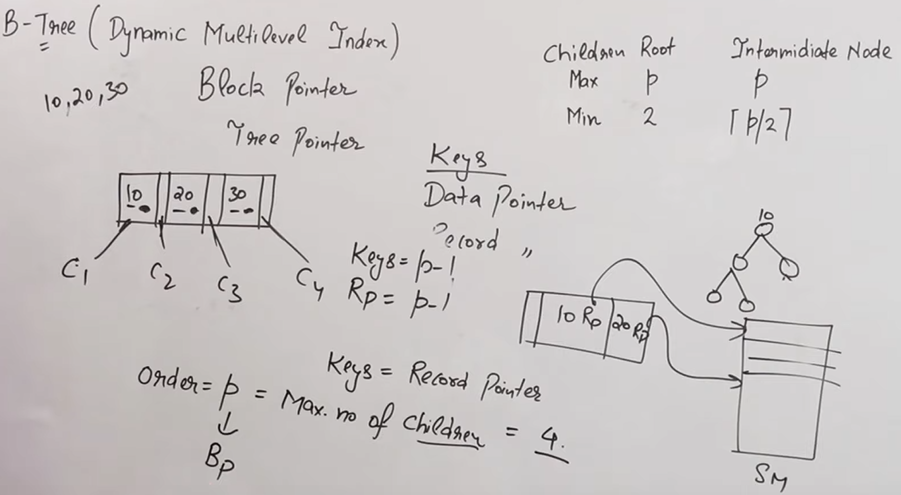 B-Tree (Dynamic Multilevel Index)
10,20,30
Block Pointer
Tree Pointer
Children Root Intermidiate Node
Max p p
Min 2 ⌈p/2⌉
Keys
Data Pointer
Record "
10 20 30
C1 C2 C3 C4
Keys = p-1
Rp = p-1
10
10 Rp 20 Rp
Keys = Record Pointer
Order = p = Max. no of children = 4.
↓
Bp
SM